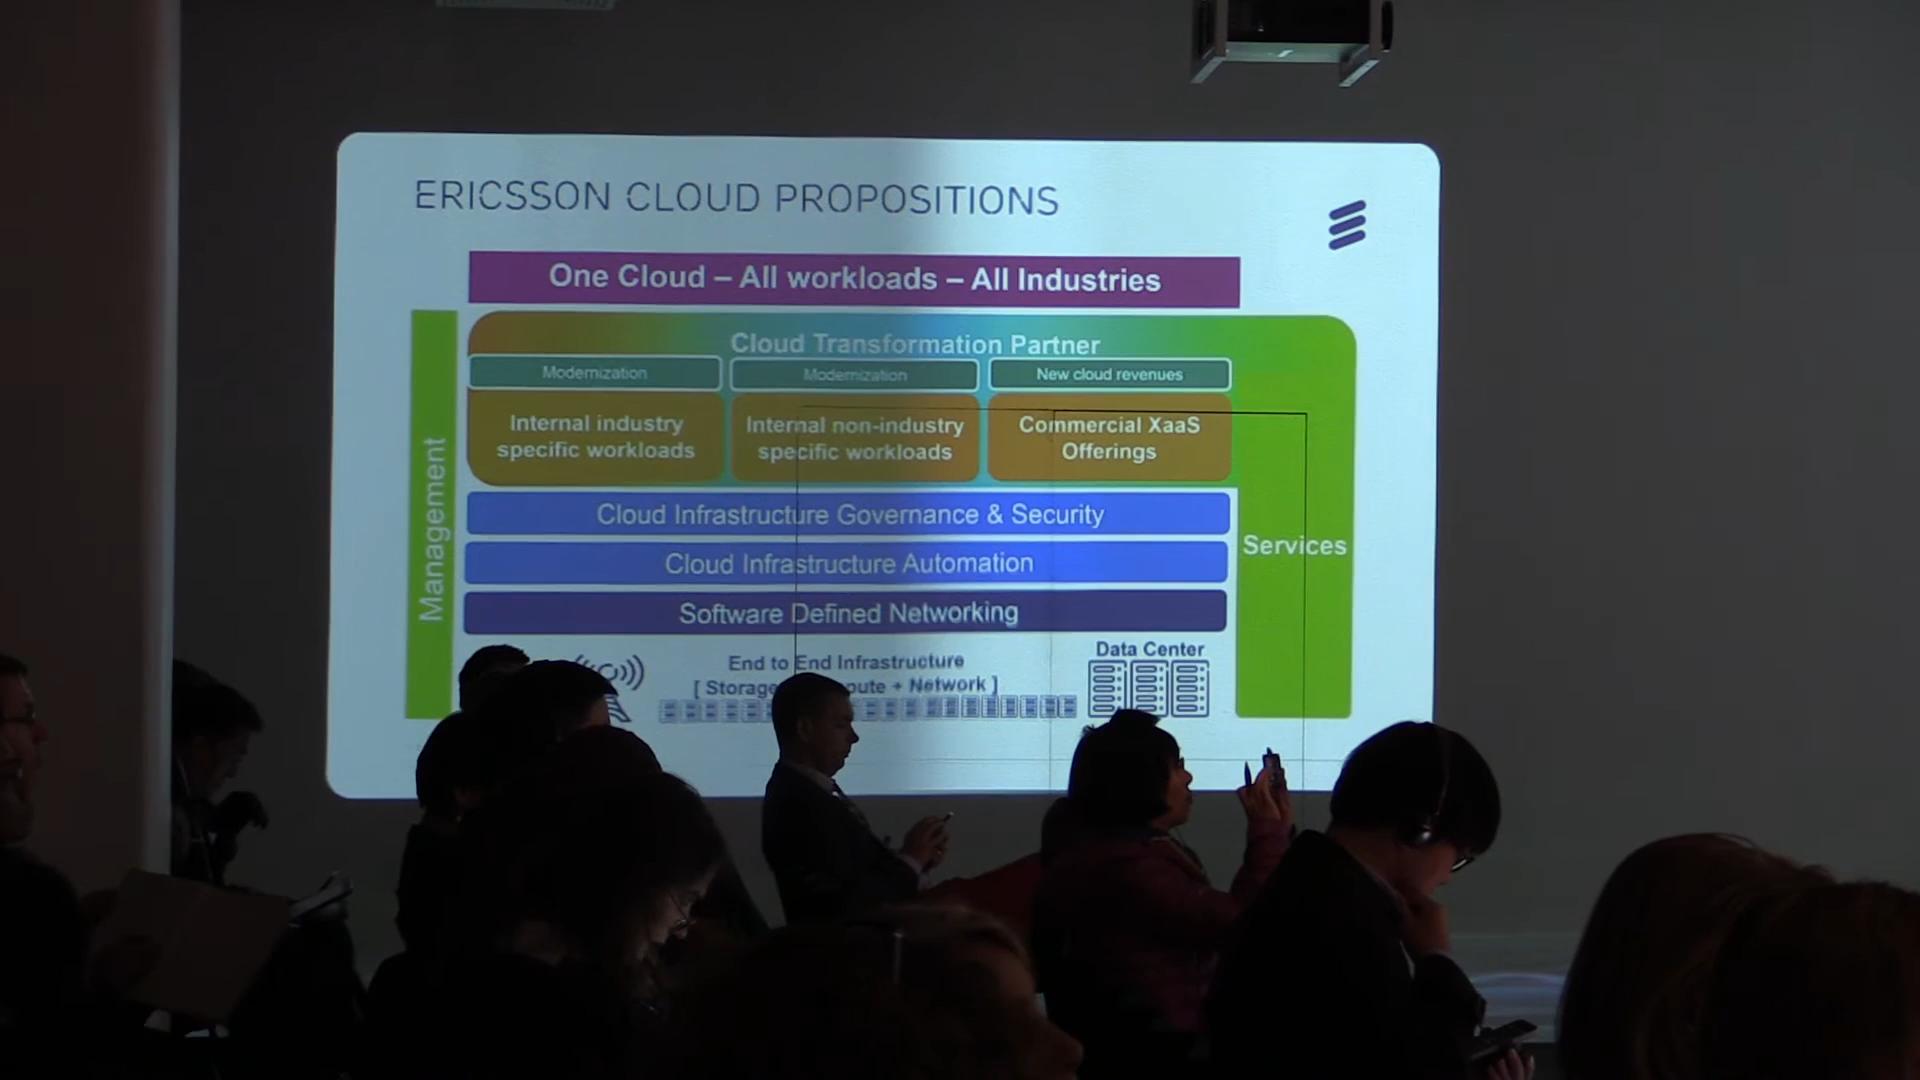 ERICSSON CLOUD PROPOSITIONS
One Cloud – All workloads – All Industries
Cloud Transformation Partner
Modernization
Modernization
New cloud revenues
Internal industry
specific workloads
Internal non-industry
specific workloads
Commercial XaaS
Offerings
Management
Cloud Infrastructure Governance & Security
Cloud Infrastructure Automation
Software Defined Networking
Services
End to End Infrastructure
[ Storage pute + Network ]
Data Center